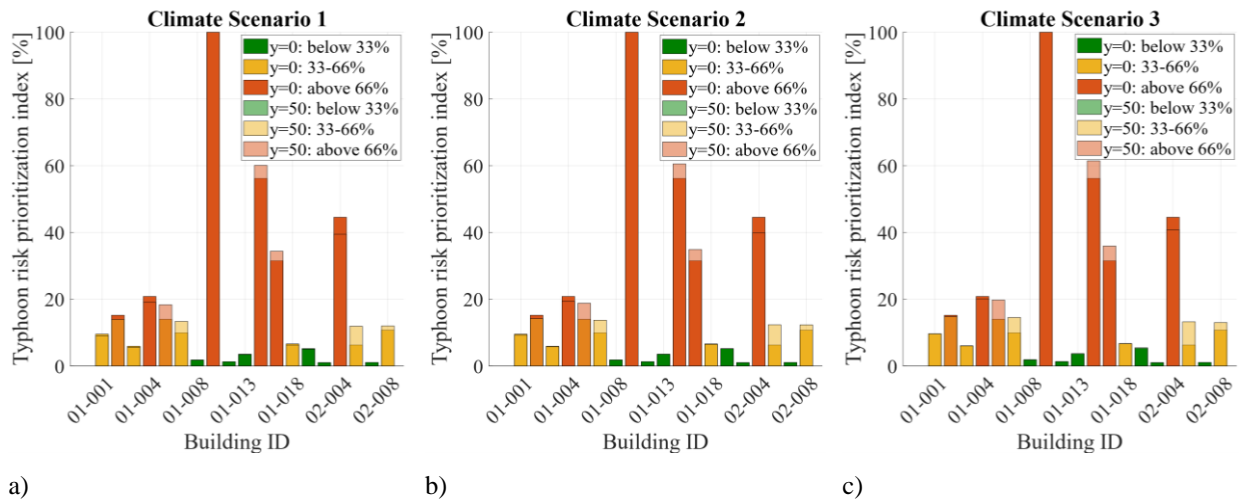 Climate Scenario 1
Typhoon risk prioritization index [%]
100
80
60
40
20
0
y=0: below 33%
y=0: 33-66%
y=0: above 66%
y=50: below 33%
y=50: 33-66%
y=50: above 66%
01-001
01-004
01-008
01-013
01-018
02-004
02-008
Building ID
a)
Climate Scenario 2
Typhoon risk prioritization index [%]
100
80
60
40
20
0
y=0: below 33%
y=0: 33-66%
y=0: above 66%
y=50: below 33%
y=50: 33-66%
y=50: above 66%
01-001
01-004
01-008
01-013
01-018
02-004
02-008
Building ID
b)
Climate Scenario 3
Typhoon risk prioritization index [%]
100
80
60
40
20
0
y=0: below 33%
y=0: 33-66%
y=0: above 66%
y=50: below 33%
y=50: 33-66%
y=50: above 66%
01-001
01-004
01-008
01-013
01-018
02-004
02-008
Building ID
c)